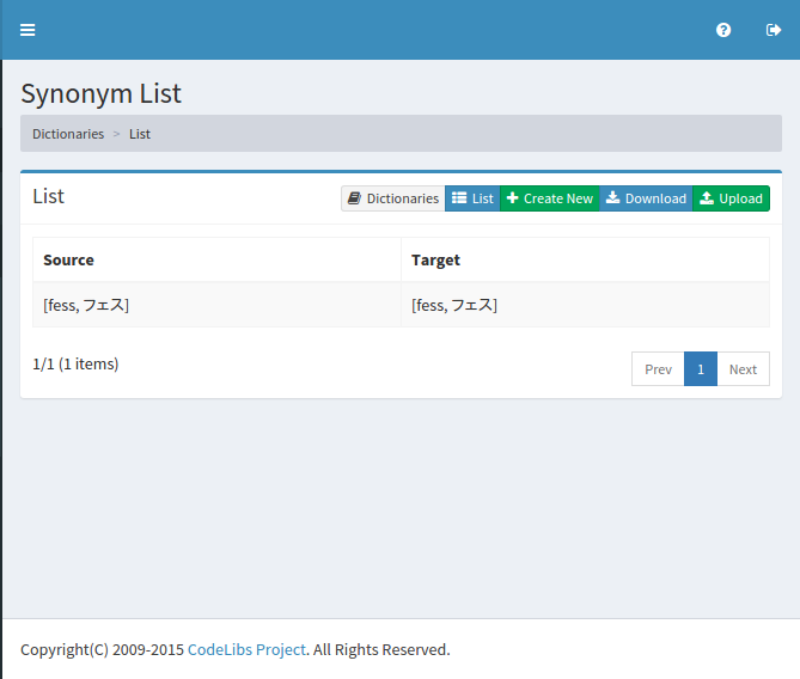 Synonym List
Dictionaries > List
List
Dictionaries List Create New Download Upload
Source Target
[fess, フェス] [fess, フェス]
1/1 (1 items)
Prev 1 Next
Copyright(C) 2009-2015 CodeLibs Project. All Rights Reserved.